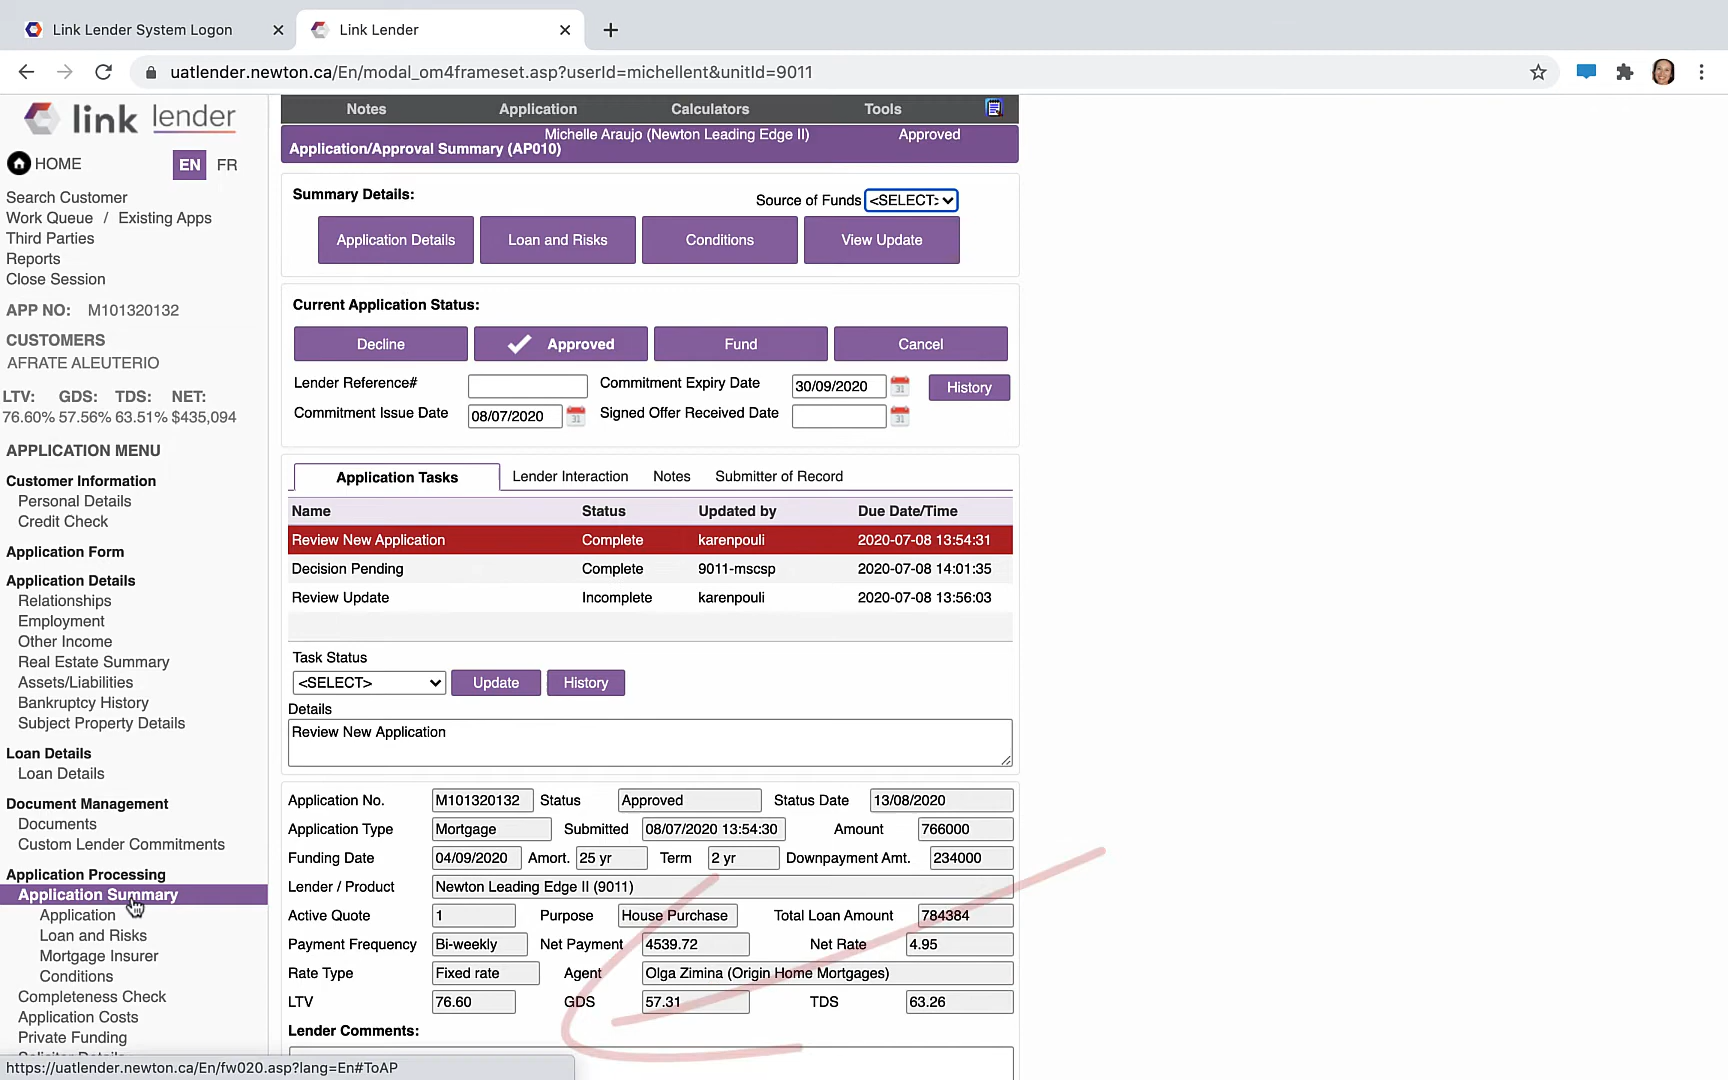 Link Lender System Logon
Link Lender
uatlender.newton.ca/En/modal_om4frameset.asp?userId=michellent&unitId=9011
link lender
HOME EN FR
Search Customer
Work Queue / Existing Apps
Third Parties
Reports
Close Session
APP NO: M101320132
CUSTOMERS
AFRATE ALEUTERIO
LTV: GDS: TDS: NET:
76.60% 57.56% 63.51% $435,094
APPLICATION MENU
Customer Information
Personal Details
Credit Check
Application Form
Application Details
Relationships
Employment
Other Income
Real Estate Summary
Assets/Liabilities
Bankruptcy History
Subject Property Details
Loan Details
Loan Details
Document Management
Documents
Custom Lender Commitments
Application Processing
Application Summary
Application
Loan and Risks
Mortgage Insurer
Conditions
Completeness Check
Application Costs
Private Funding
https://uatlender.newton.ca/En/fw020.asp?lang=En#ToAP
Notes Application Calculators Tools
Michelle Araujo (Newton Leading Edge II) Approved
Application/Approval Summary (AP010)
Summary Details:
Source of Funds <SELECT>
Application Details Loan and Risks Conditions View Update
Current Application Status:
Decline Approved Fund Cancel
Lender Reference# Commitment Expiry Date 30/09/2020 History
Commitment Issue Date 08/07/2020 Signed Offer Received Date
Application Tasks Lender Interaction Notes Submitter of Record
Name Status Updated by Due Date/Time
Review New Application Complete karenpouli 2020-07-08 13:54:31
Decision Pending Complete 9011-mscsp 2020-07-08 14:01:35
Review Update Incomplete karenpouli 2020-07-08 13:56:03
Task Status
<SELECT> Update History
Details
Review New Application
Application No. M101320132 Status Approved Status Date 13/08/2020
Application Type Mortgage Submitted 08/07/2020 13:54:30 Amount 766000
Funding Date 04/09/2020 Amort. 25 yr Term 2 yr Downpayment Amt. 234000
Lender / Product Newton Leading Edge II (9011)
Active Quote 1 Purpose House Purchase Total Loan Amount 784384
Payment Frequency Bi-weekly Net Payment 4539.72 Net Rate 4.95
Rate Type Fixed rate Agent Olga Zimina (Origin Home Mortgages)
LTV 76.60 GDS 57.31 TDS 63.26
Lender Comments: